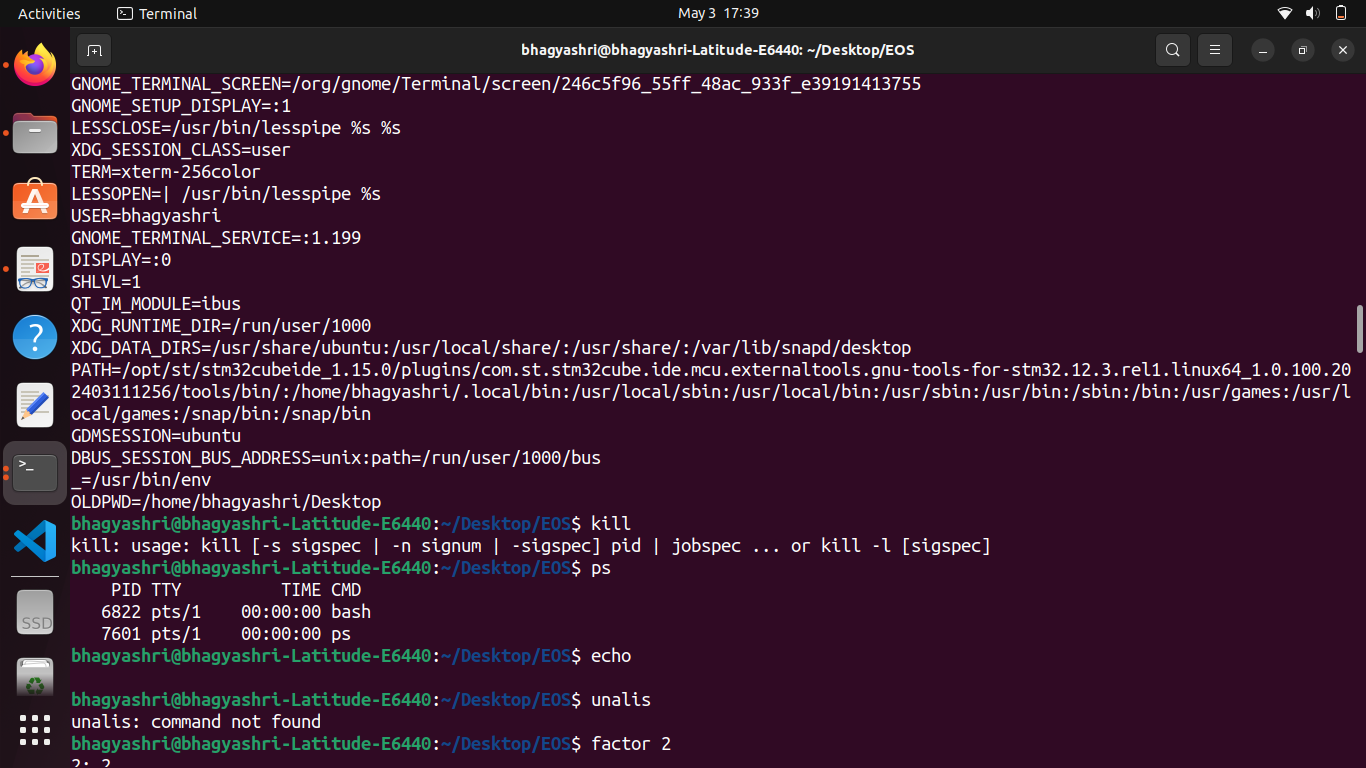 Activities
Terminal
May 3 17:39
bhagyashri@bhagyashri-Latitude-E6440: ~/Desktop/EOS
GNOME_TERMINAL_SCREEN=/org/gnome/Terminal/screen/246c5f96_55ff_48ac_933f_e39191413755
GNOME_SETUP_DISPLAY=:1
LESSCLOSE=/usr/bin/lesspipe %s %s
XDG_SESSION_CLASS=user
TERM=xterm-256color
LESSOPEN=| /usr/bin/lesspipe %s
USER=bhagyashri
GNOME_TERMINAL_SERVICE=:1.199
DISPLAY=:0
SHLVL=1
QT_IM_MODULE=ibus
XDG_RUNTIME_DIR=/run/user/1000
XDG_DATA_DIRS=/usr/share/ubuntu:/usr/local/share/:/usr/share/:/var/lib/snapd/desktop
PATH=/opt/st/stm32cubeide_1.15.0/plugins/com.st.stm32cube.ide.mcu.externaltools.gnu-tools-for-stm32.12.3.rel1.linux64_1.0.100.20
2403111256/tools/bin/:/home/bhagyashri/.local/bin:/usr/local/sbin:/usr/local/bin:/usr/sbin:/usr/bin:/sbin:/bin:/usr/games:/usr/l
ocal/games:/snap/bin:/snap/bin
GDMSESSION=ubuntu
DBUS_SESSION_BUS_ADDRESS=unix:path=/run/user/1000/bus
_=/usr/bin/env
OLDPWD=/home/bhagyashri/Desktop
bhagyashri@bhagyashri-Latitude-E6440:~/Desktop/EOS$ kill
kill: usage: kill [-s sigspec | -n signum | -sigspec] pid | jobspec ... or kill -l [sigspec]
bhagyashri@bhagyashri-Latitude-E6440:~/Desktop/EOS$ ps
    PID TTY          TIME CMD
   6822 pts/1    00:00:00 bash
   7601 pts/1    00:00:00 ps
bhagyashri@bhagyashri-Latitude-E6440:~/Desktop/EOS$ echo
bhagyashri@bhagyashri-Latitude-E6440:~/Desktop/EOS$ unalis
unalis: command not found
bhagyashri@bhagyashri-Latitude-E6440:~/Desktop/EOS$ factor 2
2: 2
SSD